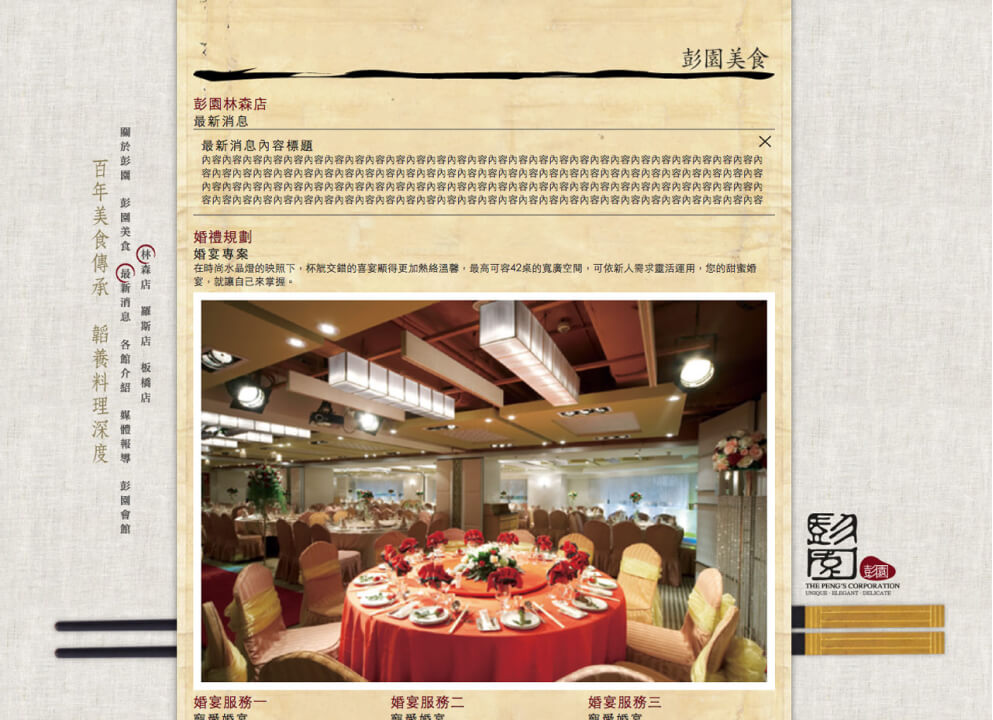 彭園美食
彭園林森店
最新消息
最新消息內容標題
內容內容內容內容內容內容內容內容內容內容內容內容內容內容內容內容內容內容內容內容內容內容內容內容內容內容內容內
容內容內容內容內容內容內容內容內容內容內容內容內容內容內容內容內容內容內容內容內容內容內容內容內容內容內容內容
內容內容內容內容內容內容內容內容內容內容內容內容內容內容內容內容內容內容內容內容內容內容內容內容內容內容內容內
容內容內容內容內容內容內容內容內容內容內容內容內容內容內容內容內容內容內容內容內容內容內容內容內容內容內容內容
婚禮規劃
婚宴專案
在時尚水晶燈的映照下，杯觥交錯的喜宴顯得更加熱絡溫馨，最高可容42桌的寬廣空間，可依新人需求靈活運用，您的甜蜜婚
宴，就讓自己來掌握。
婚宴服務一
婚宴服務二
婚宴服務三
寵愛婚宴
寵愛婚宴
寵愛婚宴
林森店 羅斯店 板橋店
關於彭園 彭園美食 最新消息 各館介紹 媒體報導 彭園會館
百年美食傳承 韜養料理深度
彭園
彭園
THE PENG'S CORPORATION
UNIQUE · ELEGANT · DELICATE